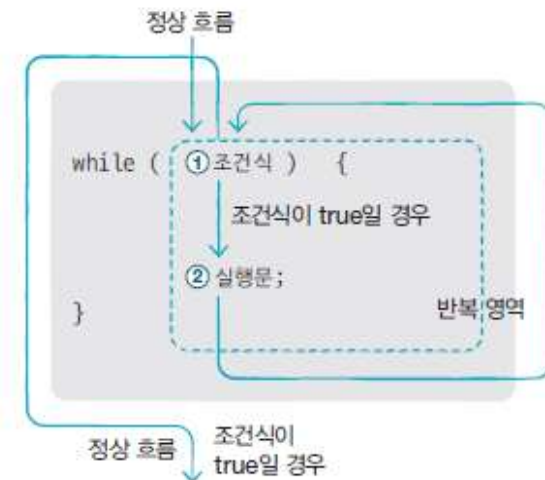 정상 흐름
while ( ① 조건식 ) {
조건식이 true일 경우
② 실행문;
} 반복 영역
정상 흐름 조건식이
true일 경우